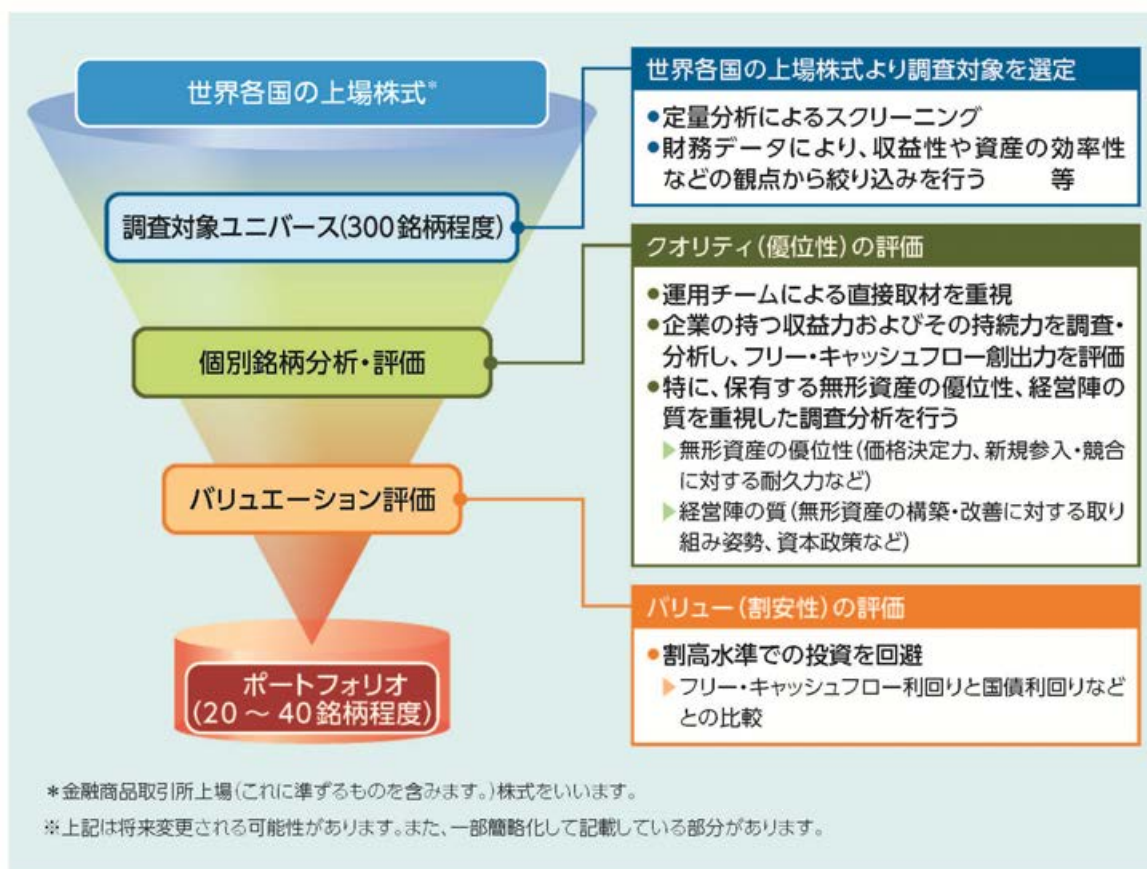 世界各国の上場株式*
調査対象ユニバース(300銘柄程度)
個別銘柄分析・評価
バリュエーション評価
ポートフォリオ
(20～40銘柄程度)
世界各国の上場株式より調査対象を選定
●定量分析によるスクリーニング
●財務データにより、収益性や資産の効率性
などの観点から絞り込みを行う 等
クオリティ(優位性)の評価
●運用チームによる直接取材を重視
●企業の持つ収益力およびその持続力を調査・
分析し、フリー・キャッシュフロー創出力を評価
●特に、保有する無形資産の優位性、経営陣の
質を重視した調査分析を行う
▶無形資産の優位性(価格決定力、新規参入・競合
に対する耐久力など)
▶経営陣の質(無形資産の構築・改善に対する取り
組み姿勢、資本政策など)
バリュー(割安性)の評価
●割高水準での投資を回避
▶フリー・キャッシュフロー利回りと国債利回りなど
との比較
*金融商品取引所上場(これに準ずるものを含みます。)株式をいいます。
※上記は将来変更される可能性があります。また、一部簡略化して記載している部分があります。